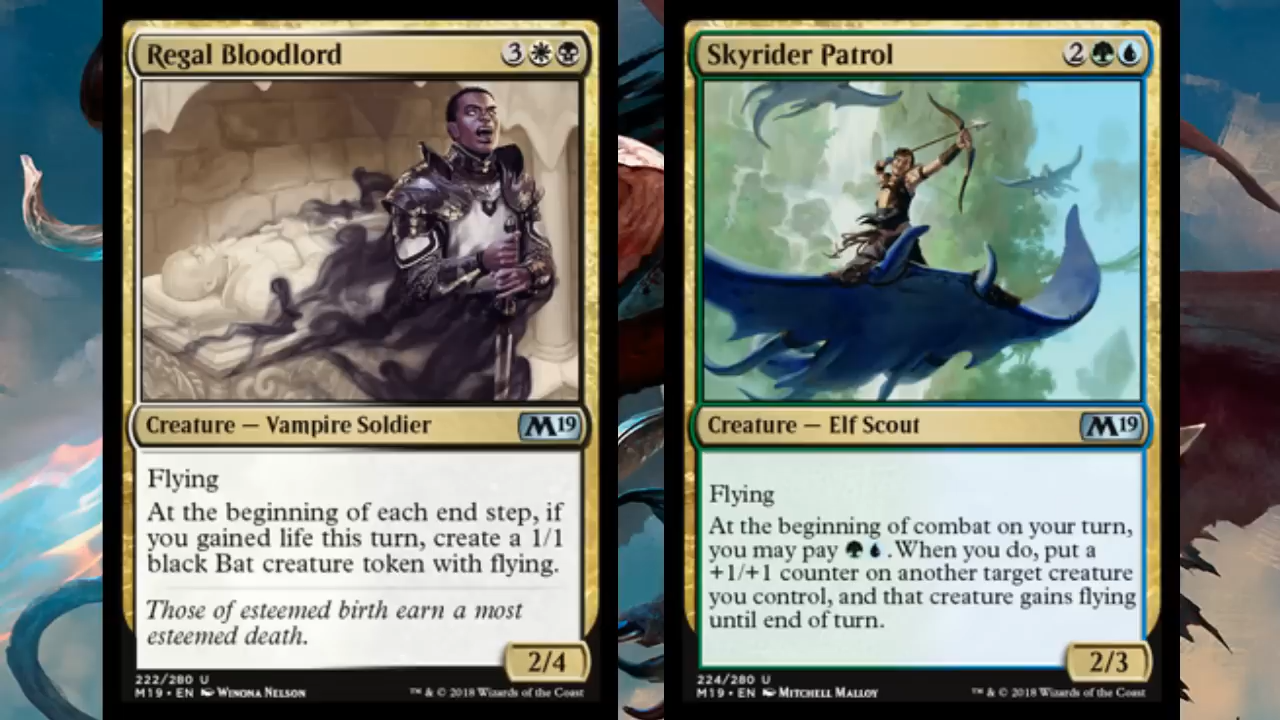 Regal Bloodlord 3
Creature — Vampire Soldier M19
Flying
At the beginning of each end step, if
you gained life this turn, create a 1/1
black Bat creature token with flying.
Those of esteemed birth earn a most
esteemed death.
2/4
222/280 U
M19 • EN Winona Nelson ™ & © 2018 Wizards of the Coast
Skyrider Patrol 2
Creature — Elf Scout M19
Flying
At the beginning of combat on your turn,
you may pay . When you do, put a
+1/+1 counter on another target creature
you control, and that creature gains flying
until end of turn.
2/3
224/280 U
M19 • EN Mitchell Malloy ™ & © 2018 Wizards of the Coast